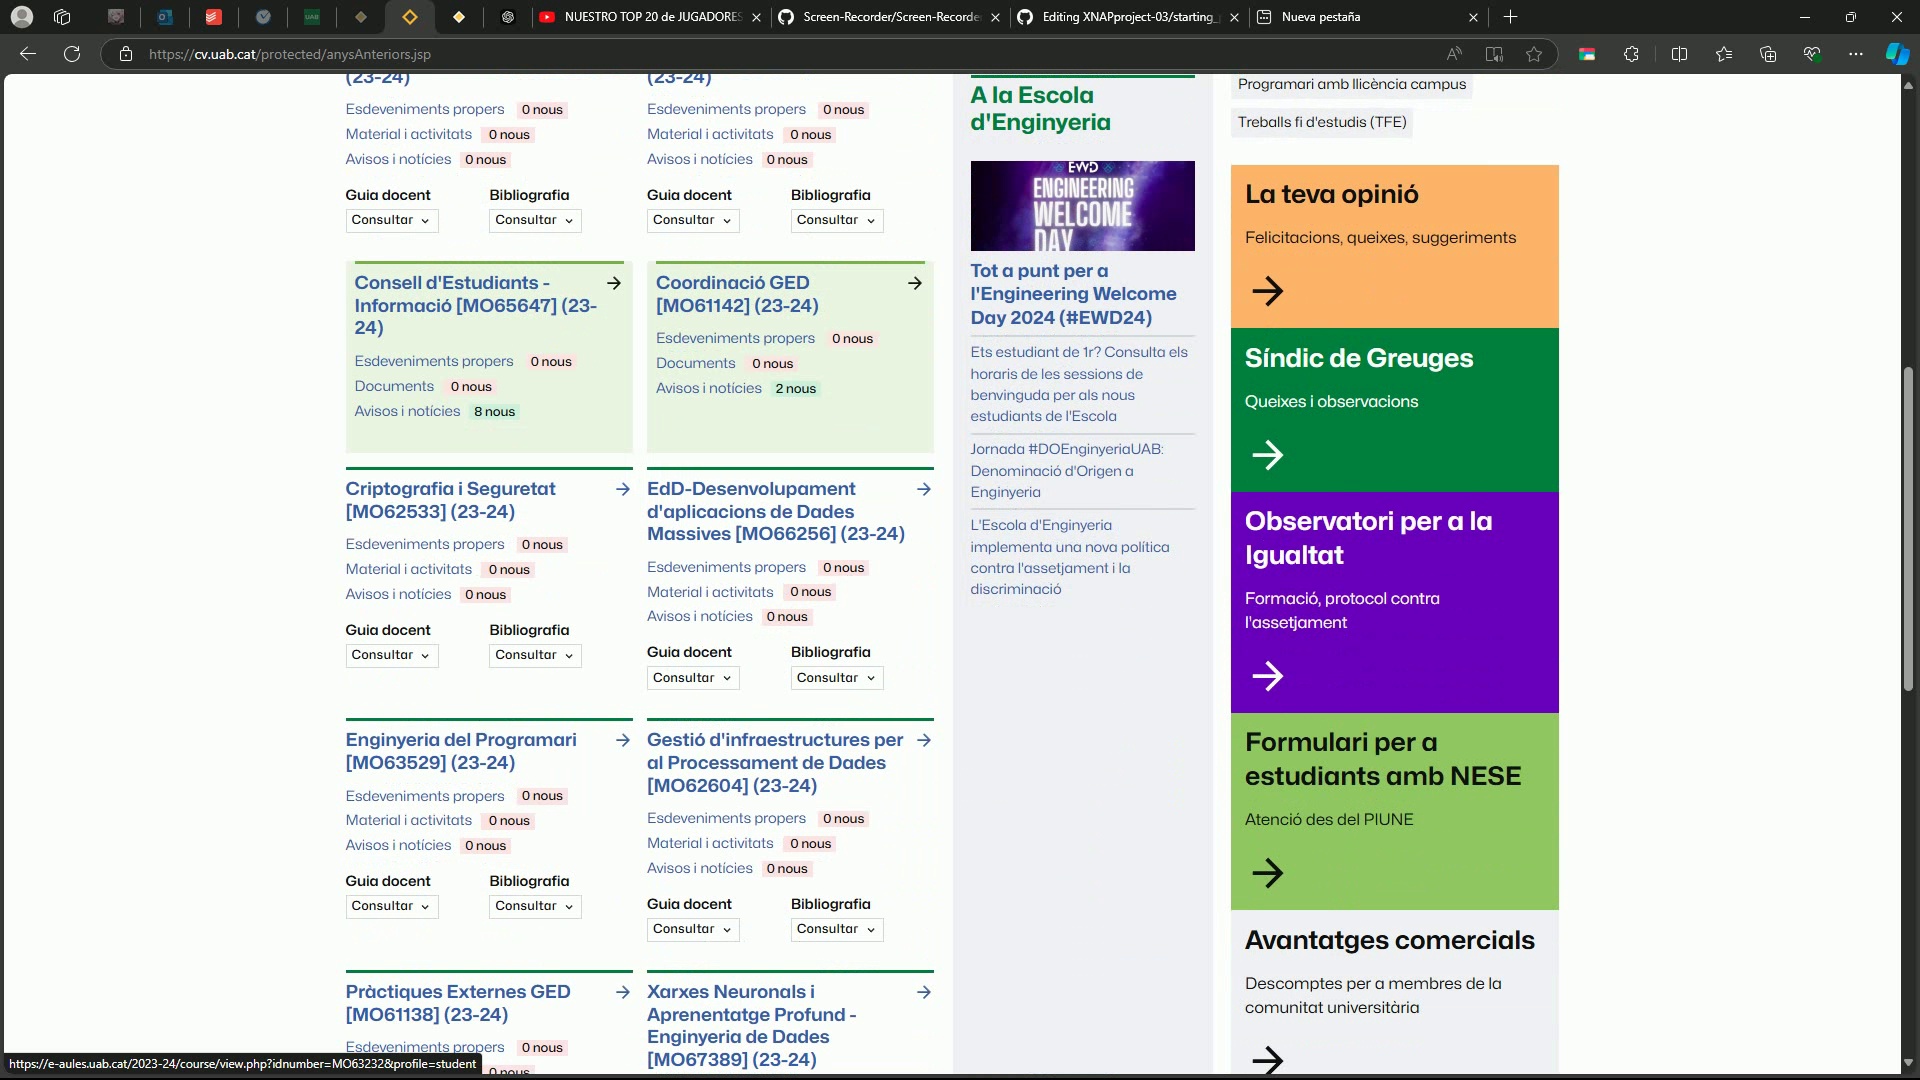 NUESTRO TOP 20 de JUGADORES
Screen-Recorder/Screen-Recorde
Editing XNAPproject-03/starting_
Nueva pestaña
https://cv.uab.cat/protected/anysAnteriors.jsp
(23-24)
Esdeveniments propers 0 nous
Material i activitats 0 nous
Avisos i notícies 0 nous
Guia docent Bibliografia
Consultar Consultar
(23-24)
Esdeveniments propers 0 nous
Material i activitats 0 nous
Avisos i notícies 0 nous
Guia docent Bibliografia
Consultar Consultar
Consell d'Estudiants -
Informació [MO65647] (23-
24)
Esdeveniments propers 0 nous
Documents 0 nous
Avisos i notícies 8 nous
Coordinació GED
[MO61142] (23-24)
Esdeveniments propers 0 nous
Documents 0 nous
Avisos i notícies 2 nous
Criptografia i Seguretat
[MO62533] (23-24)
Esdeveniments propers 0 nous
Material i activitats 0 nous
Avisos i notícies 0 nous
Guia docent Bibliografia
Consultar Consultar
EdD-Desenvolupament
d'aplicacions de Dades
Massives [MO66256] (23-24)
Esdeveniments propers 0 nous
Material i activitats 0 nous
Avisos i notícies 0 nous
Guia docent Bibliografia
Consultar Consultar
Enginyeria del Programari
[MO63529] (23-24)
Esdeveniments propers 0 nous
Material i activitats 0 nous
Avisos i notícies 0 nous
Guia docent Bibliografia
Consultar Consultar
Gestió d'infraestructures per
al Processament de Dades
[MO62604] (23-24)
Esdeveniments propers 0 nous
Material i activitats 0 nous
Avisos i notícies 0 nous
Guia docent Bibliografia
Consultar Consultar
Pràctiques Externes GED
[MO61138] (23-24)
Esdeveniments propers 0 nous
0 nous
Xarxes Neuronals i
Aprenentatge Profund -
Enginyeria de Dades
[MO67389] (23-24)
A la Escola
d'Enginyeria
EWD
ENGINEERING
WELCOME
DAY
Tot a punt per a
l'Engineering Welcome
Day 2024 (#EWD24)
Ets estudiant de 1r? Consulta els
horaris de les sessions de
benvinguda per als nous
estudiants de l'Escola
Jornada #DOEnginyeriaUAB:
Denominació d'Origen a
Enginyeria
L'Escola d'Enginyeria
implementa una nova política
contra l'assetjament i la
discriminació
Programari amb llicència campus
Treballs fi d'estudis (TFE)
La teva opinió
Felicitacions, queixes, suggeriments
Síndic de Greuges
Queixes i observacions
Observatori per a la
Igualtat
Formació, protocol contra
l'assetjament
Formulari per a
estudiants amb NESE
Atenció des del PIUNE
Avantatges comercials
Descomptes per a membres de la
comunitat universitària
https://e-aules.uab.cat/2023-24/course/view.php?idnumber=MO63232&profile=student